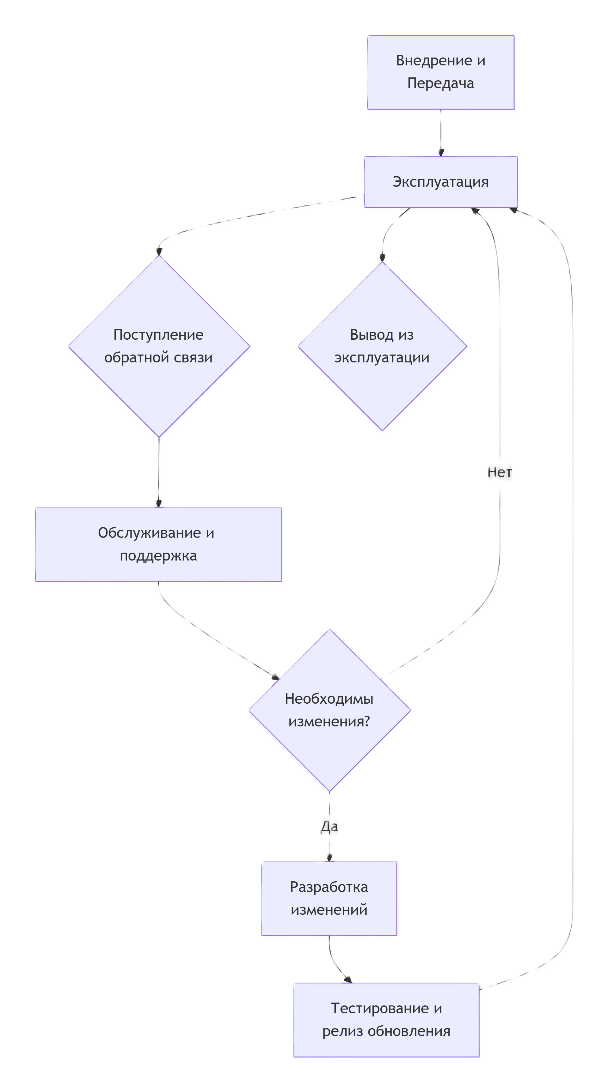 Внедрение и
Передача
Эксплуатация
Поступление
обратной связи
Вывод из
эксплуатации
Нет
Обслуживание и
поддержка
Необходимы
изменения?
Да
Разработка
изменений
Тестирование и
релиз обновления